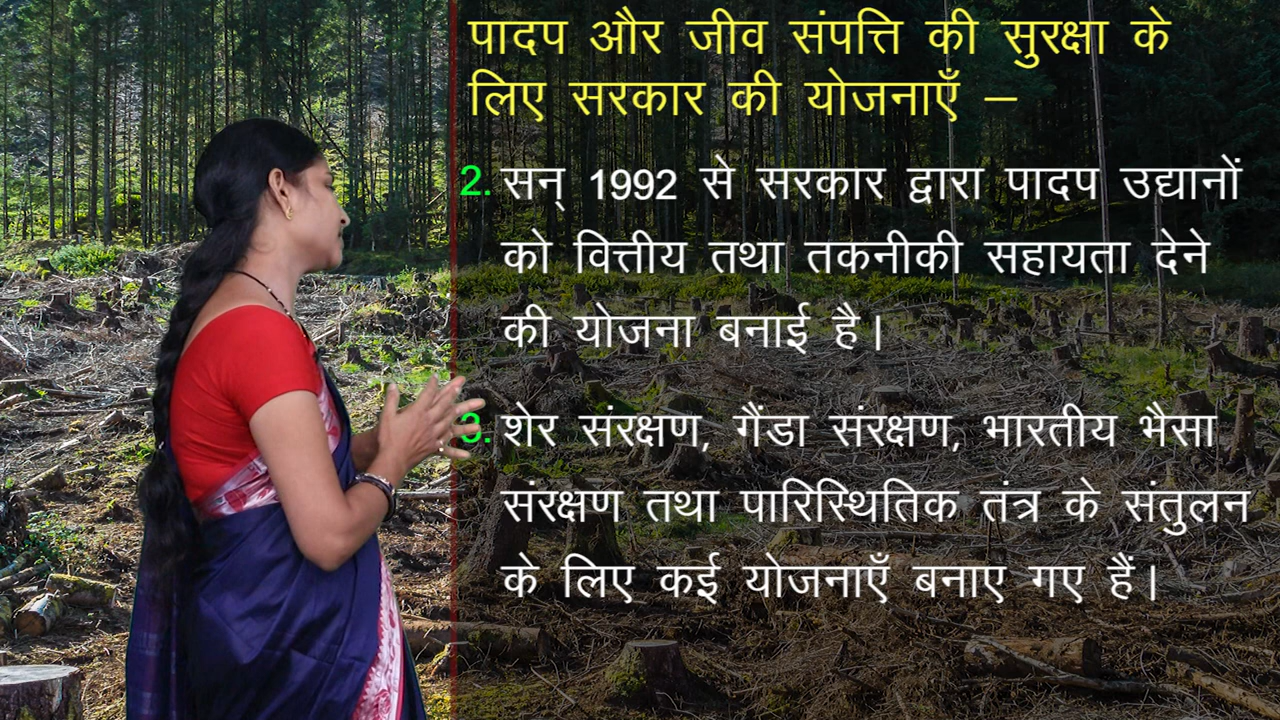 पादप और जीव संपत्ति की सुरक्षा के
लिए सरकार की योजनाएँ –
2. सन् 1992 से सरकार द्वारा पादप उद्यानों
को वित्तीय तथा तकनीकी सहायता देने
की योजना बनाई है।
3. शेर संरक्षण, गैंडा संरक्षण, भारतीय भैसा
संरक्षण तथा पारिस्थितिक तंत्र के संतुलन
के लिए कई योजनाएँ बनाए गए हैं।